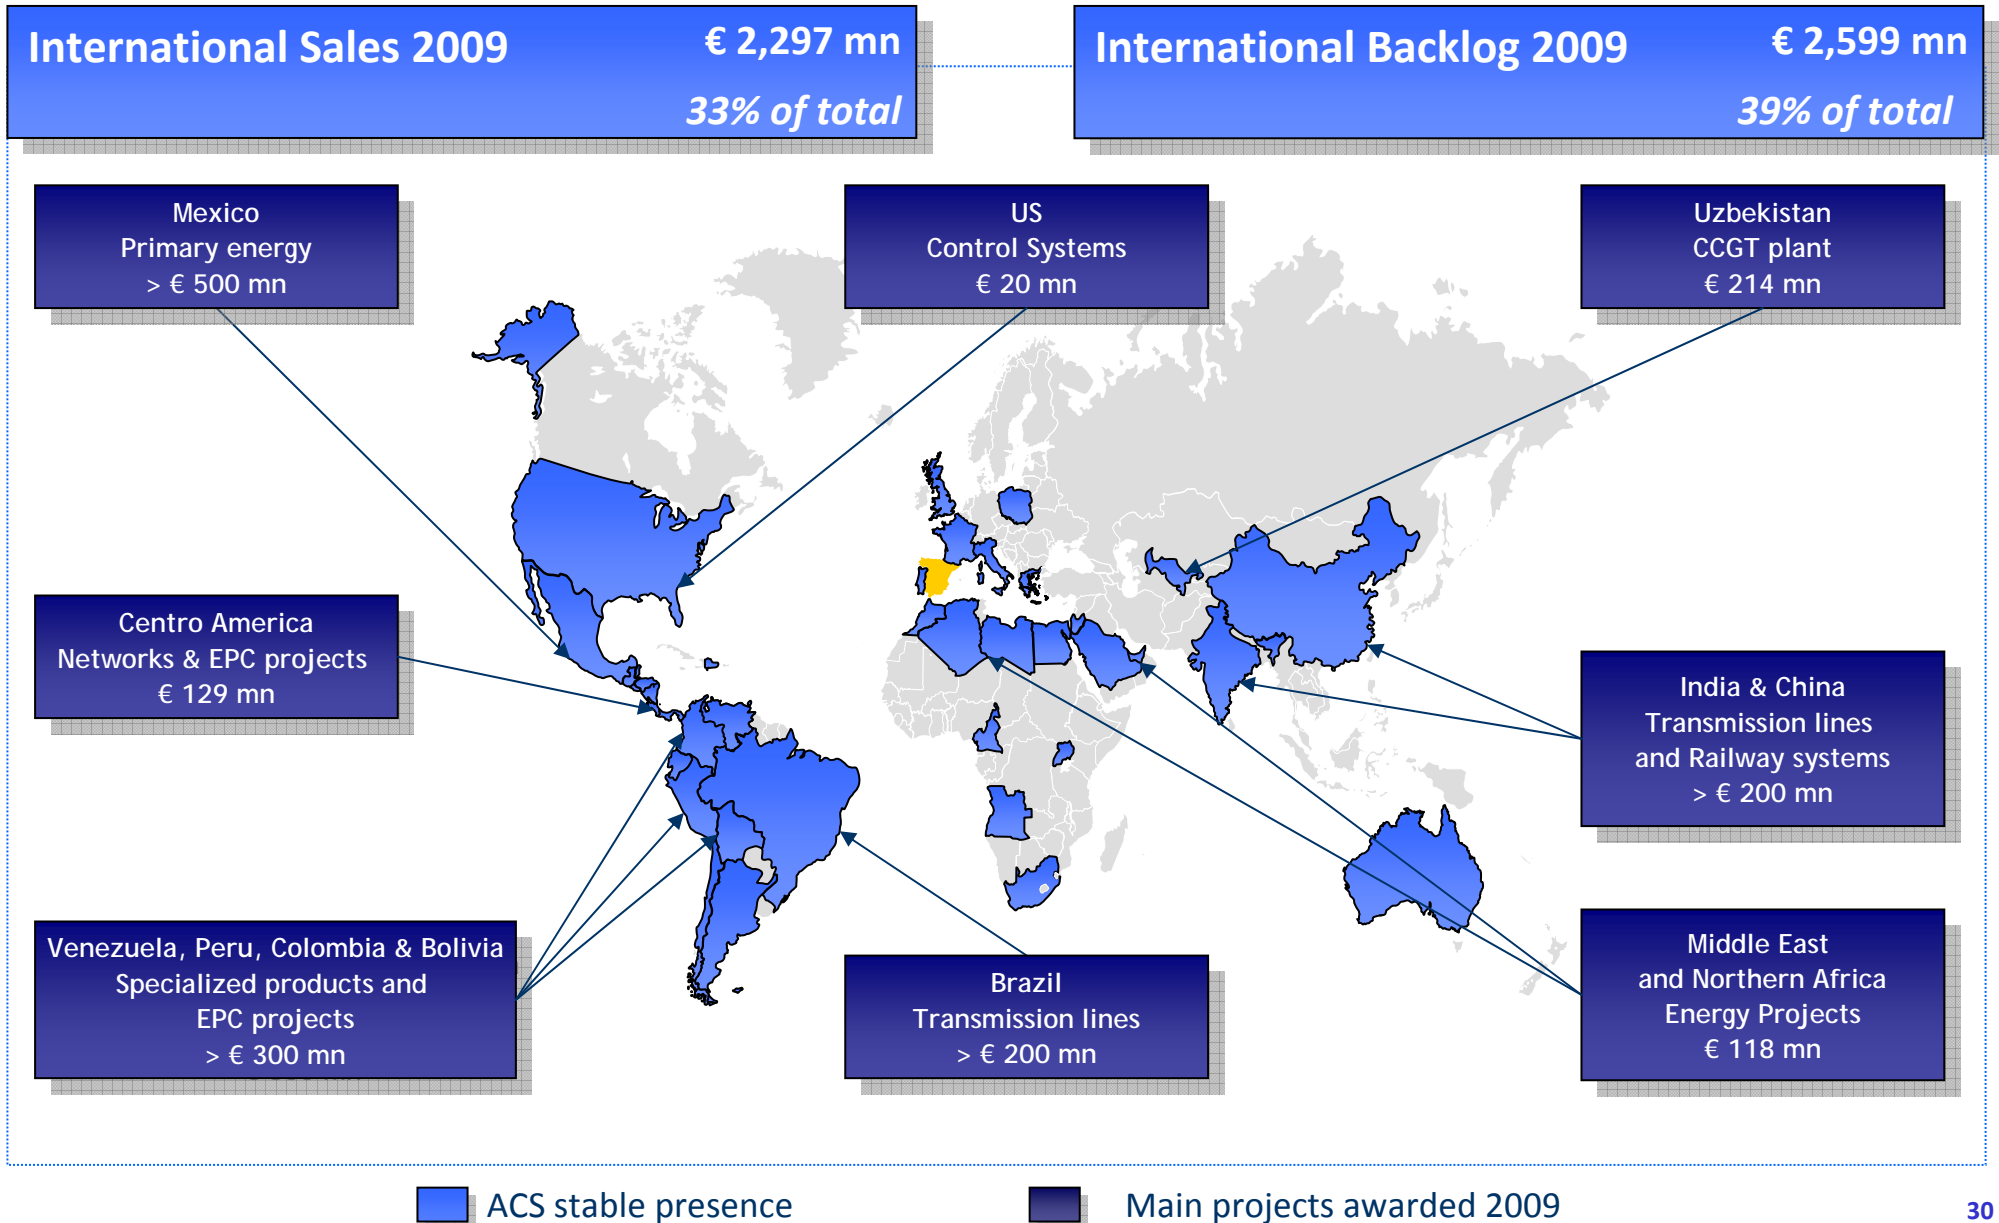 International Sales 2009
€ 2,297 mn
33% of total
International Backlog 2009
€ 2,599 mn
39% of total
Mexico
Primary energy
> € 500 mn
US
Control Systems
€ 20 mn
Uzbekistan
CCGT plant
€ 214 mn
Centro America
Networks & EPC projects
€ 129 mn
India & China
Transmission lines
and Railway systems
> € 200 mn
Venezuela, Peru, Colombia & Bolivia
Specialized products and
EPC projects
> € 300 mn
Brazil
Transmission lines
> € 200 mn
Middle East
and Northern Africa
Energy Projects
€ 118 mn
ACS stable presence
Main projects awarded 2009
30